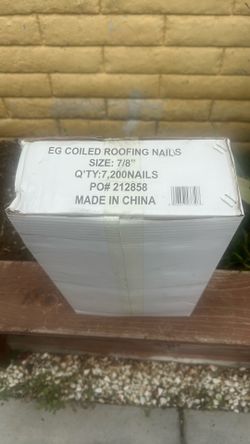 EG COILED ROOFING NAILS
SIZE: 7/8"
Q'TY:7,200NAILS
PO# 212858
MADE IN CHINA